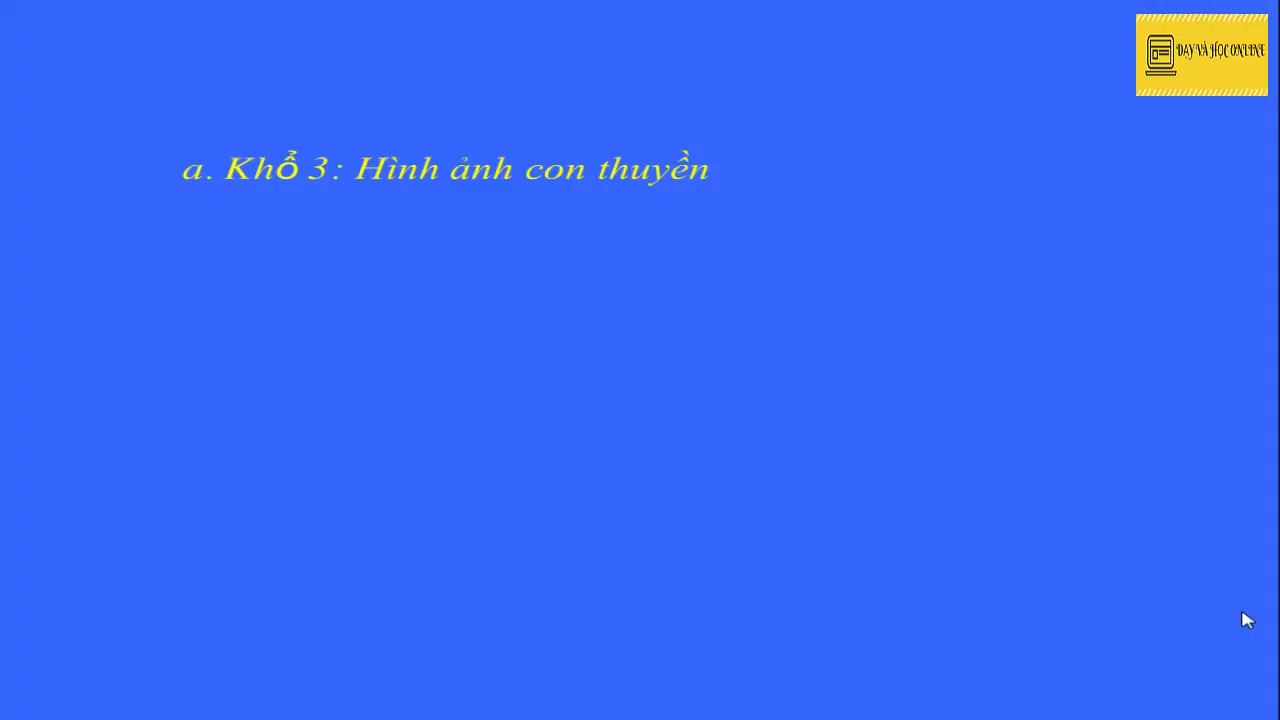 DẠY VÀ HỌC ONLINE
a. Khổ 3: Hình ảnh con thuyền